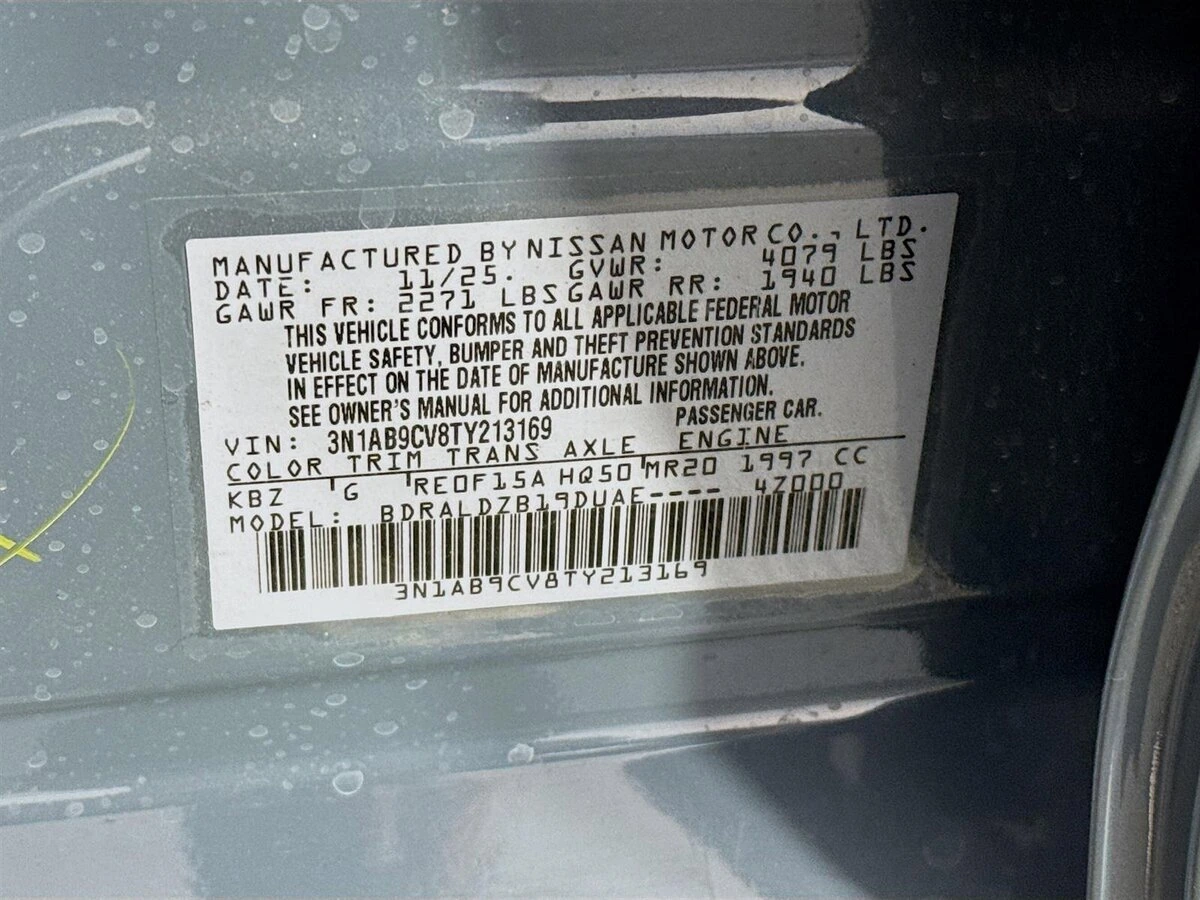 MANUFACTURED BY NISSAN MOTOR CO., LTD.
DATE: 11/25. GVWR: 4079 LBS
GAWR FR: 2271 LBS GAWR RR: 1940 LBS
THIS VEHICLE CONFORMS TO ALL APPLICABLE FEDERAL MOTOR
VEHICLE SAFETY, BUMPER AND THEFT PREVENTION STANDARDS
IN EFFECT ON THE DATE OF MANUFACTURE SHOWN ABOVE.
SEE OWNER'S MANUAL FOR ADDITIONAL INFORMATION.
VIN: 3N1AB9CV8TY213169 PASSENGER CAR.
COLOR TRIM TRANS AXLE ENGINE
KBZ G RE0F15A HQ50 MR20 1997 CC
MODEL: BDRALDZB19DUAE---- 4Z000
3N1AB9CV8TY213169